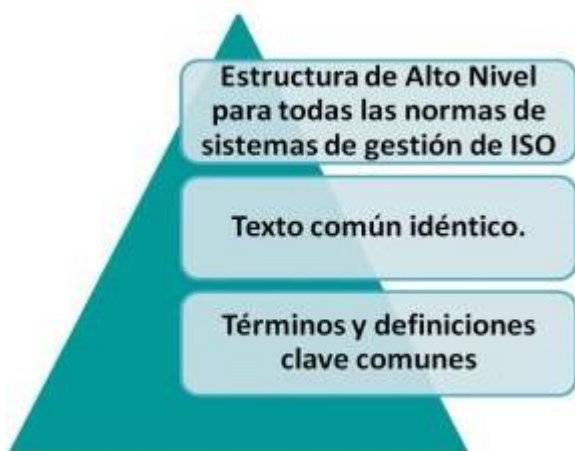 Estructura de Alto Nivel
para todas las normas de
sistemas de gestión de ISO
Texto común idéntico.
Términos y definiciones
clave comunes